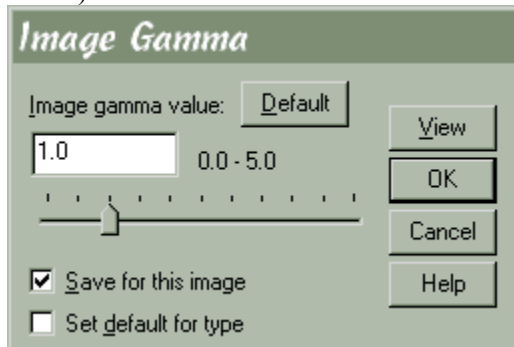 Image Gamma
Image gamma value: Default
View
1.0 0.0 - 5.0
OK
Cancel
Save for this image
Help
Set default for type